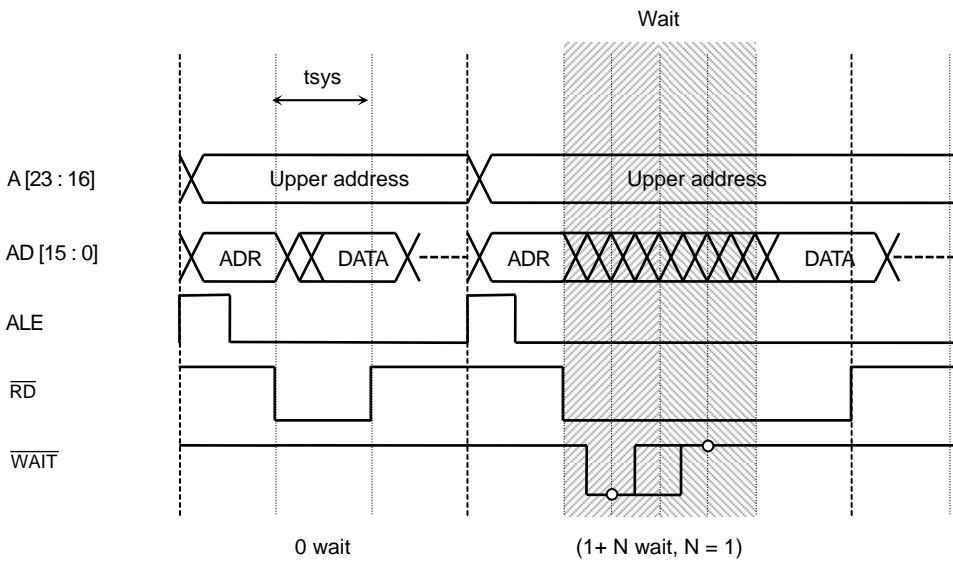 Wait
tsys
A [23 : 16]
Upper address
Upper address
AD [15 : 0]
ADR
DATA
ADR
DATA
ALE
RD
WAIT
0 wait
(1+ N wait, N = 1)